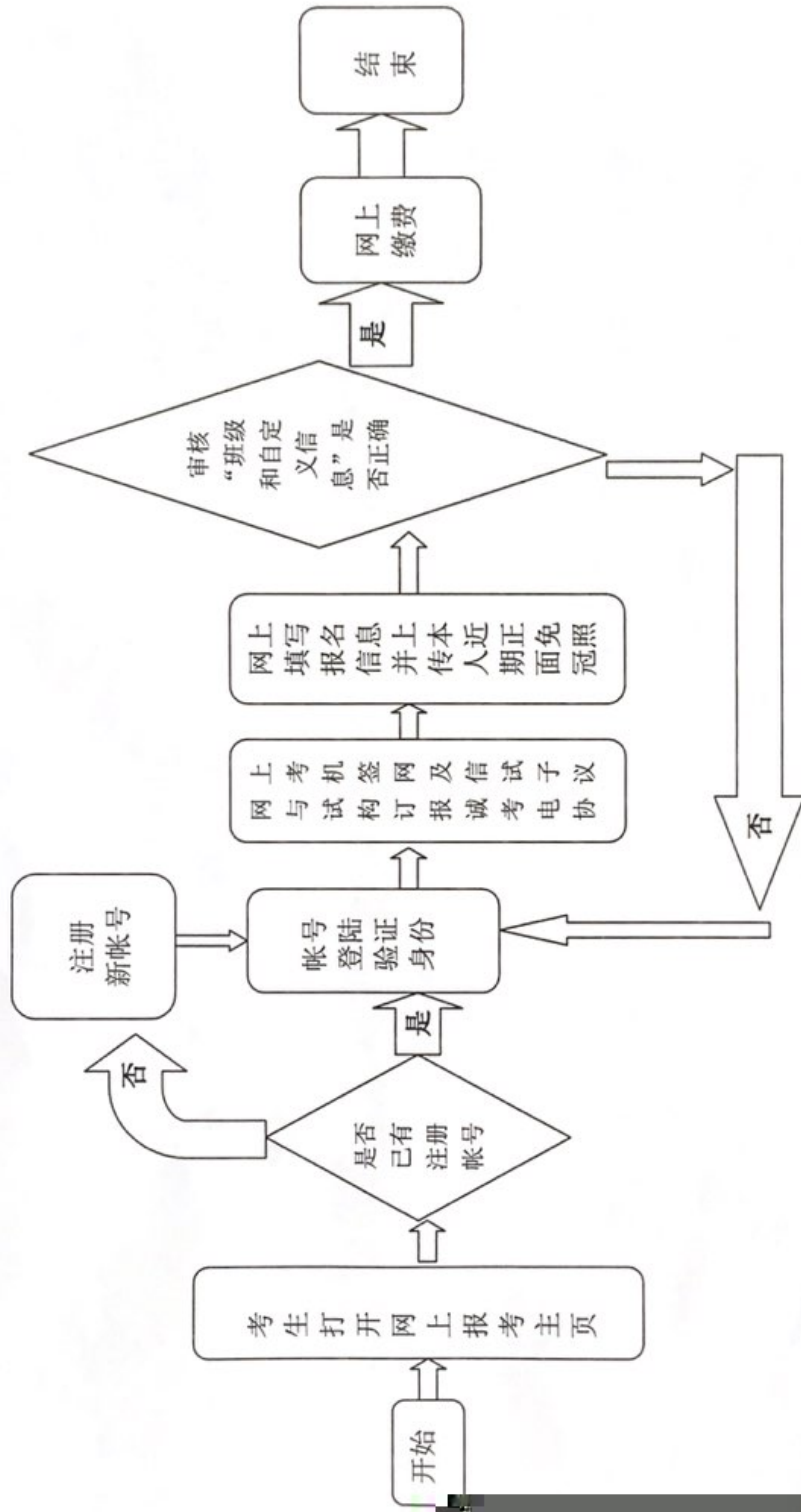 开始
考
生
打
开
网
上
报
考
主
页
是否
已有
注册
帐号
否
是
注册
新帐号
帐号
登陆
验证
身份
网上
与考
试机
构签
订网
报及
诚信
考试
电子
协议
网上
填写
报名
信息
并上
传本
人近
期正
面免
冠照
审核
“班级
和自定
义信
息”是
否正确
是
否
网上
缴费
结
束